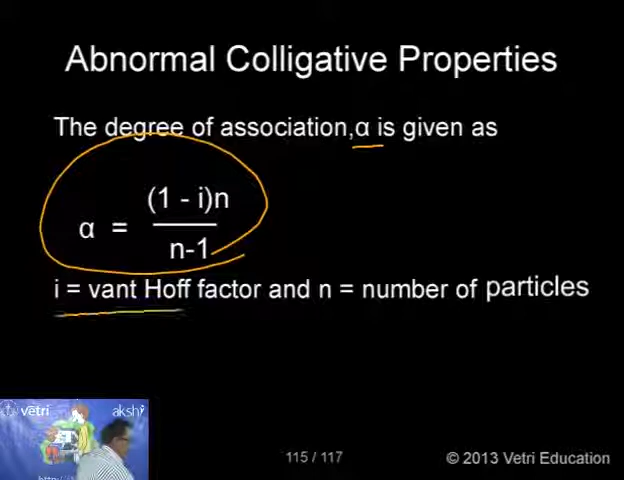 Abnormal Colligative Properties
The degree of association,α is given as
α = (1 - i)n
n-1
i = vant Hoff factor and n = number of particles
vetri
akshi
115 / 117
© 2013 Vetri Education